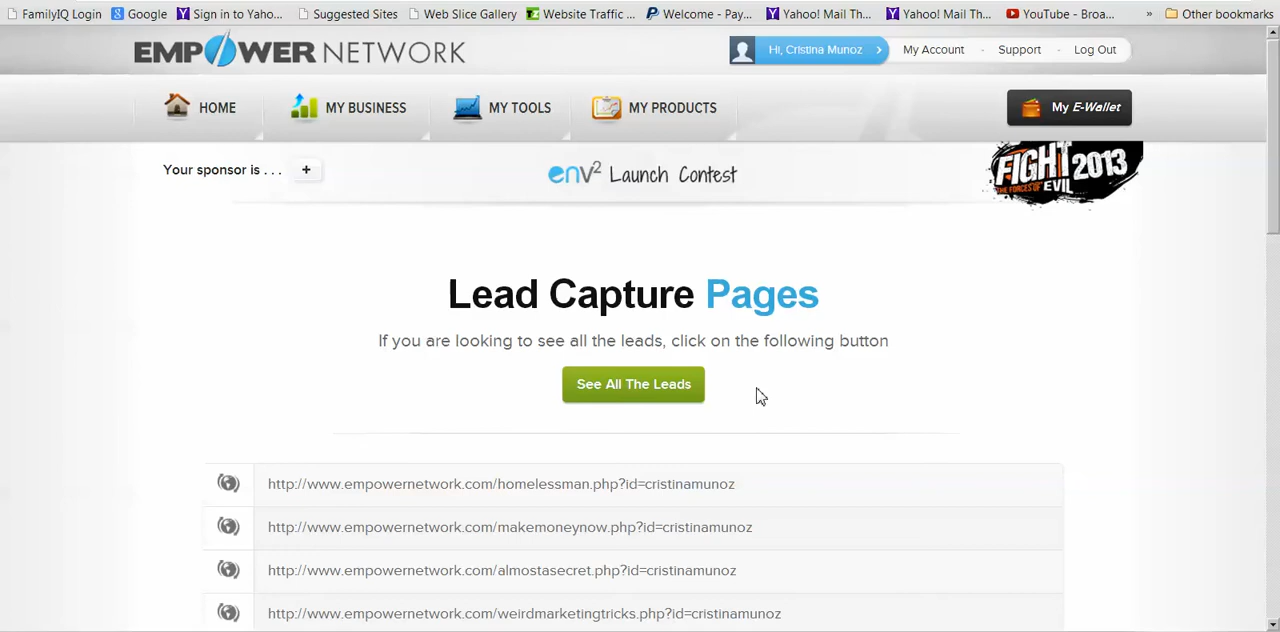 FamilyIQ Login Google Sign in to Yaho... Suggested Sites Web Slice Gallery Website Traffic ... Welcome - Pay... Yahoo! Mail Th... Yahoo! Mail Th... YouTube - Broa... » Other bookmarks
EMPOWER NETWORK
Hi, Cristina Munoz My Account - Support - Log Out
HOME MY BUSINESS MY TOOLS MY PRODUCTS My E-Wallet
Your sponsor is . . . +
env2 Launch Contest
FIGHT 2013
THE FORCES OF EVIL
Lead Capture Pages
If you are looking to see all the leads, click on the following button
See All The Leads
http://www.empowernetwork.com/homelessman.php?id=cristinamunoz
http://www.empowernetwork.com/makemoneynow.php?id=cristinamunoz
http://www.empowernetwork.com/almostasecret.php?id=cristinamunoz
http://www.empowernetwork.com/weirdmarketingtricks.php?id=cristinamunoz